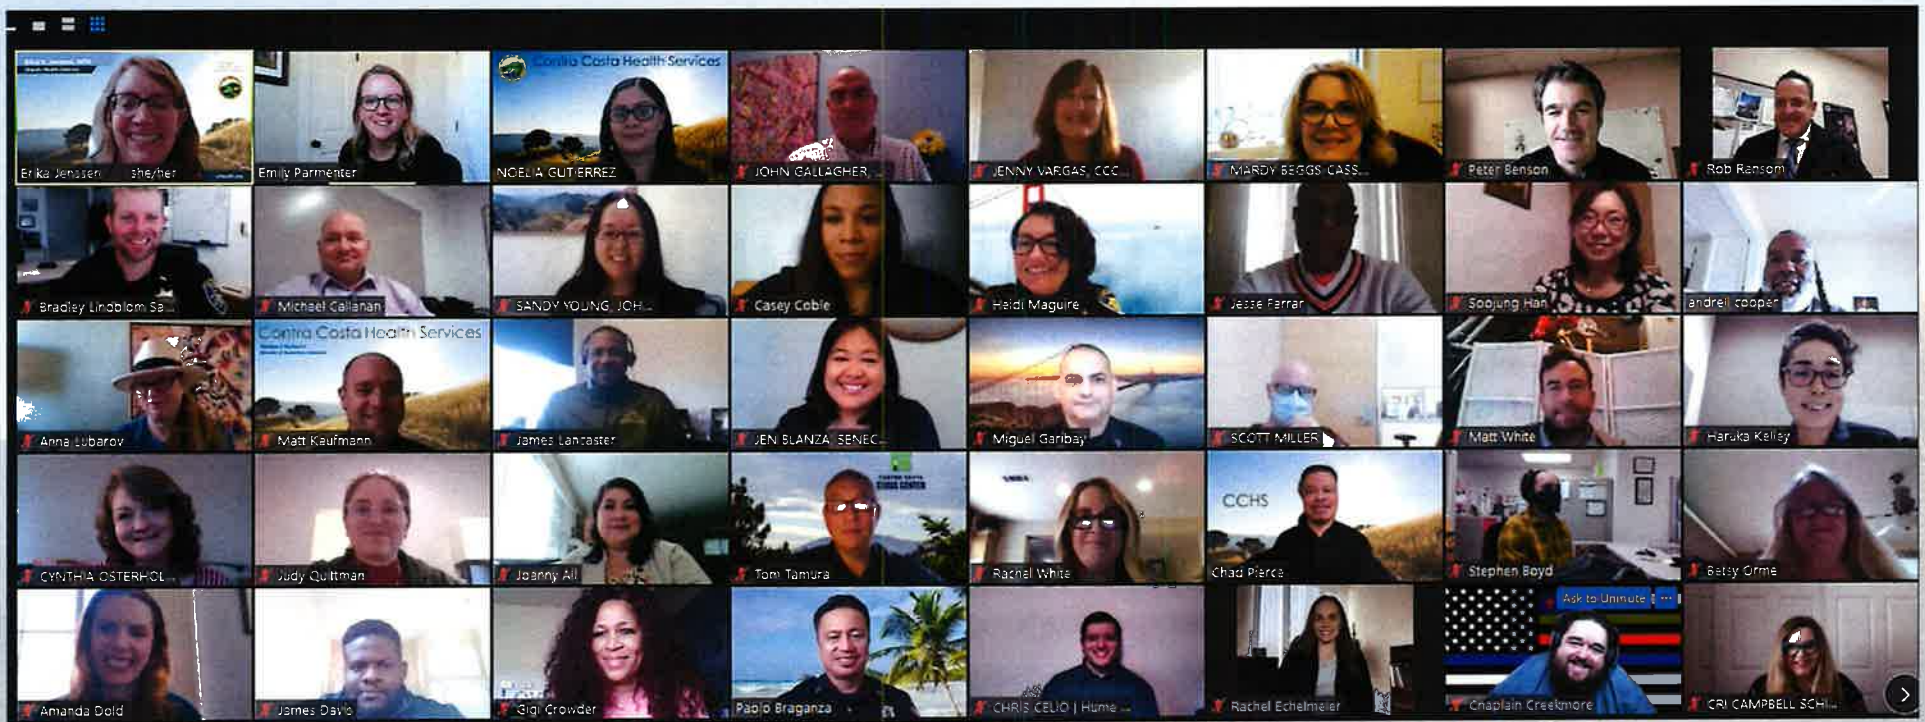 Contra Costa Health Services
Erika Jenssen she/her
Emily Parmenter
NOELIA GUTIERREZ
JOHN GALLAGHER, ...
JENNY VARGAS, CCC...
MARDY BEGGS CASS...
Peter Benson
Rob Ransom
Bradley Lindblom Sa...
Michael Callanan
SANDY YOUNG, JOH...
Casey Coble
Heidi Maguire
Jesse Farrar
Soojung Han
andrell cooper
Contra Costa Health Services
Anna Lubarov
Matt Kaufmann
James Lancaster
JEN BLANZA, SENEC...
Miguel Garibay
SCOTT MILLER
Matt White
Haruka Kelley
CONTRA COSTA
CRISIS CENTER
CCHS
CYNTHIA OSTERHOL...
Judy Quittman
Joanny All
Tom Tamura
Rachel White
Chad Pierce
Stephen Boyd
Betsy Orme
Ask to Unmute ...
Amanda Dold
James Davis
Gigi Crowder
Paolo Braganza
CHRIS CELIO | Hume ...
Rachel Echelmeier
Chaplain Creekmore
CRI CAMPBELL SCHI...